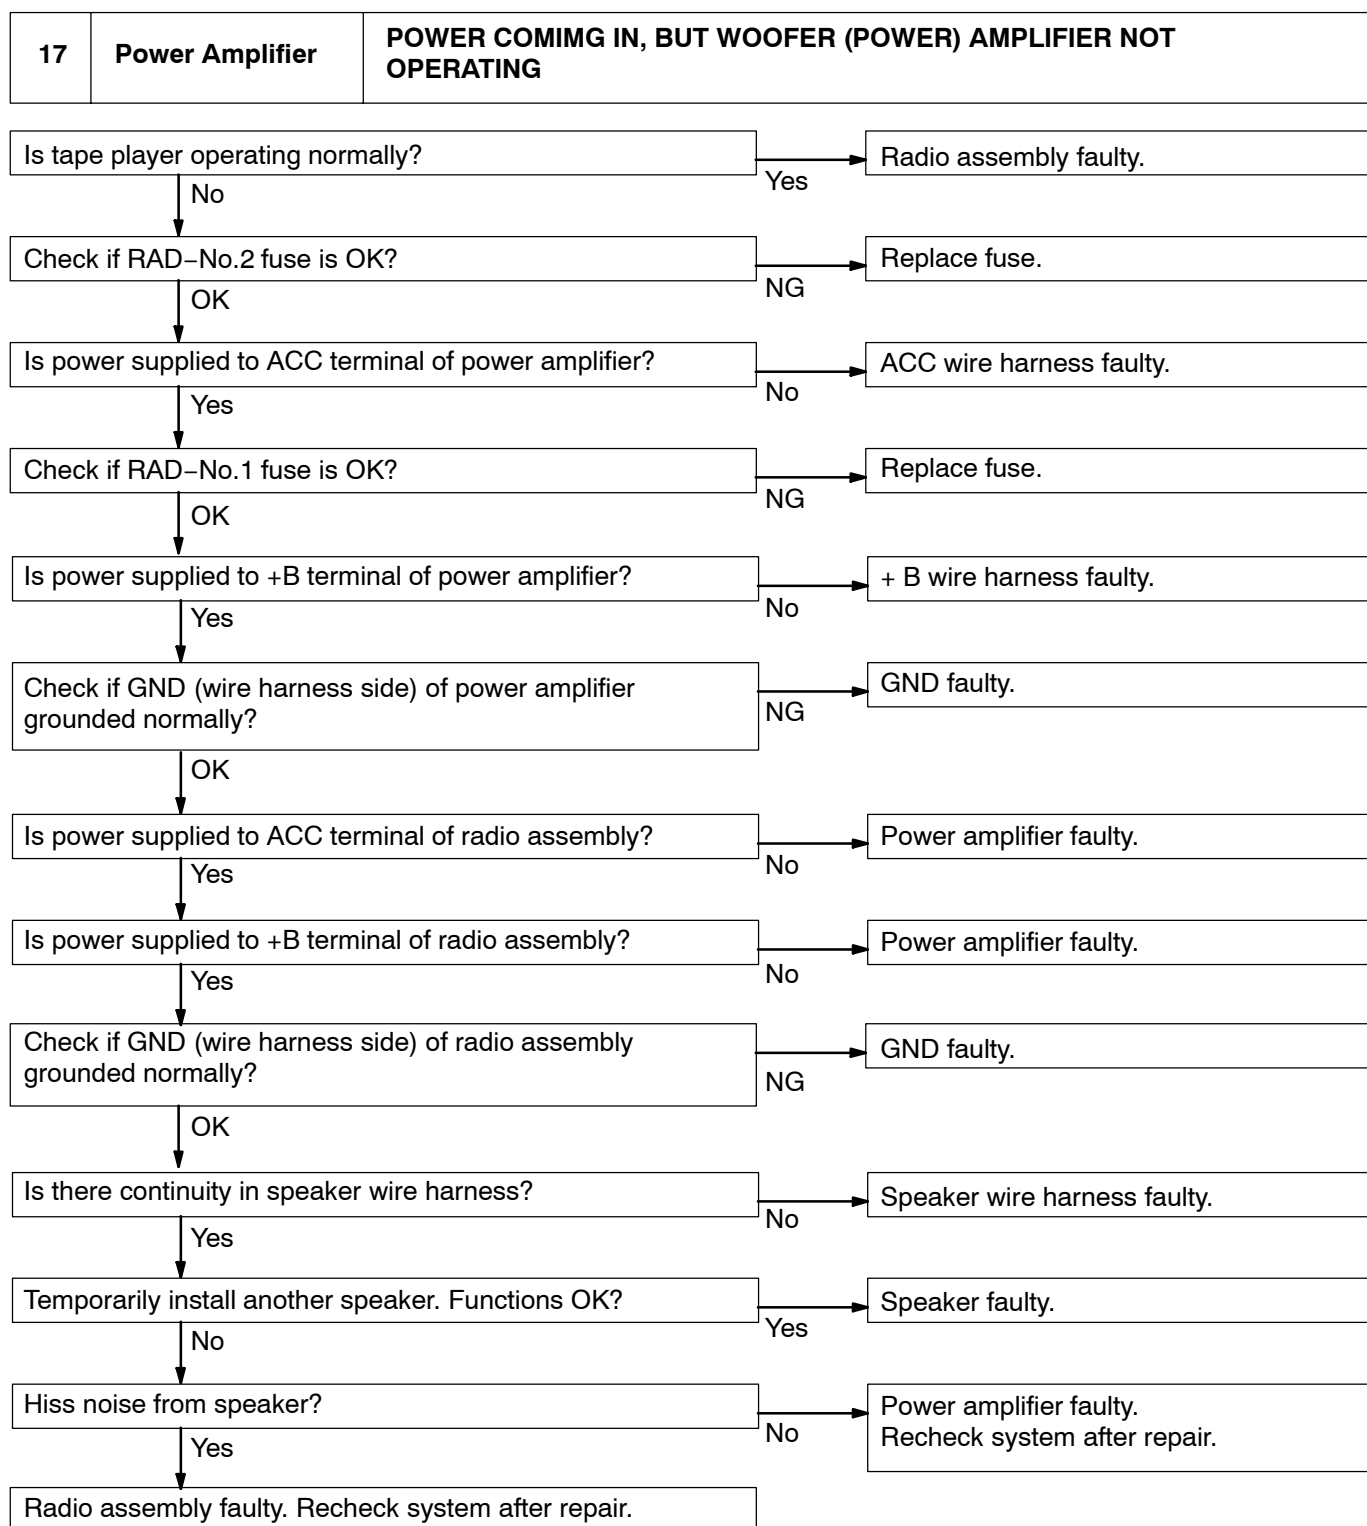 17 Power Amplifier POWER COMIMG IN, BUT WOOFER (POWER) AMPLIFIER NOT
OPERATING
Is tape player operating normally?
Yes
Radio assembly faulty.
No
Check if RAD−No.2 fuse is OK?
NG
Replace fuse.
OK
Is power supplied to ACC terminal of power amplifier?
No
ACC wire harness faulty.
Yes
Check if RAD−No.1 fuse is OK?
NG
Replace fuse.
OK
Is power supplied to +B terminal of power amplifier?
No
+ B wire harness faulty.
Yes
Check if GND (wire harness side) of power amplifier
grounded normally?
NG
GND faulty.
OK
Is power supplied to ACC terminal of radio assembly?
No
Power amplifier faulty.
Yes
Is power supplied to +B terminal of radio assembly?
No
Power amplifier faulty.
Yes
Check if GND (wire harness side) of radio assembly
grounded normally?
NG
GND faulty.
OK
Is there continuity in speaker wire harness?
No
Speaker wire harness faulty.
Yes
Temporarily install another speaker. Functions OK?
Yes
Speaker faulty.
No
Hiss noise from speaker?
No
Power amplifier faulty.
Recheck system after repair.
Yes
Radio assembly faulty. Recheck system after repair.